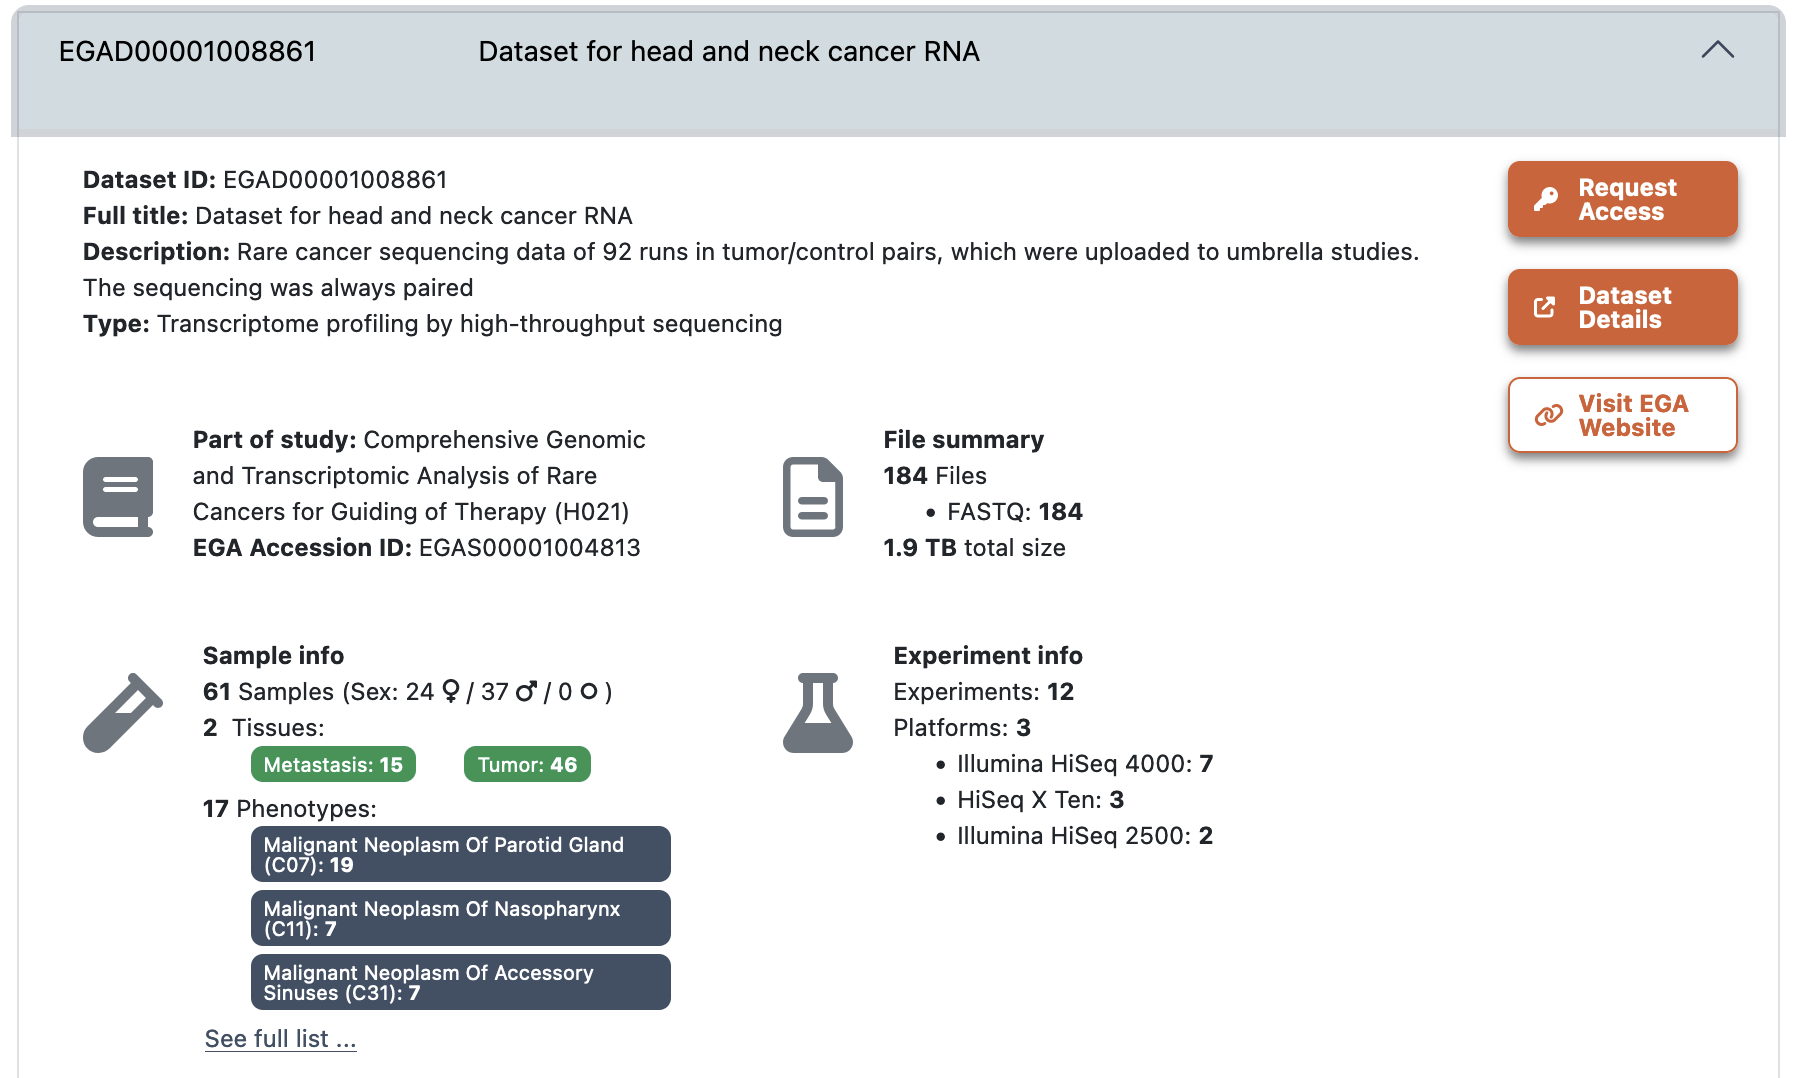 EGAD00001008861 Dataset for head and neck cancer RNA
Dataset ID: EGAD00001008861
Full title: Dataset for head and neck cancer RNA
Description: Rare cancer sequencing data of 92 runs in tumor/control pairs, which were uploaded to umbrella studies.
The sequencing was always paired
Type: Transcriptome profiling by high-throughput sequencing
Request
Access
Dataset
Details
Visit EGA
Website
Part of study: Comprehensive Genomic
and Transcriptomic Analysis of Rare
Cancers for Guiding of Therapy (H021)
EGA Accession ID: EGAS00001004813
File summary
184 Files
• FASTQ: 184
1.9 TB total size
Sample info
61 Samples (Sex: 24 ♀ / 37 ♂ / 0 ⚪ )
2 Tissues:
Metastasis: 15 Tumor: 46
17 Phenotypes:
Malignant Neoplasm Of Parotid Gland
(C07): 19
Malignant Neoplasm Of Nasopharynx
(C11): 7
Malignant Neoplasm Of Accessory
Sinuses (C31): 7
See full list ...
Experiment info
Experiments: 12
Platforms: 3
• Illumina HiSeq 4000: 7
• HiSeq X Ten: 3
• Illumina HiSeq 2500: 2